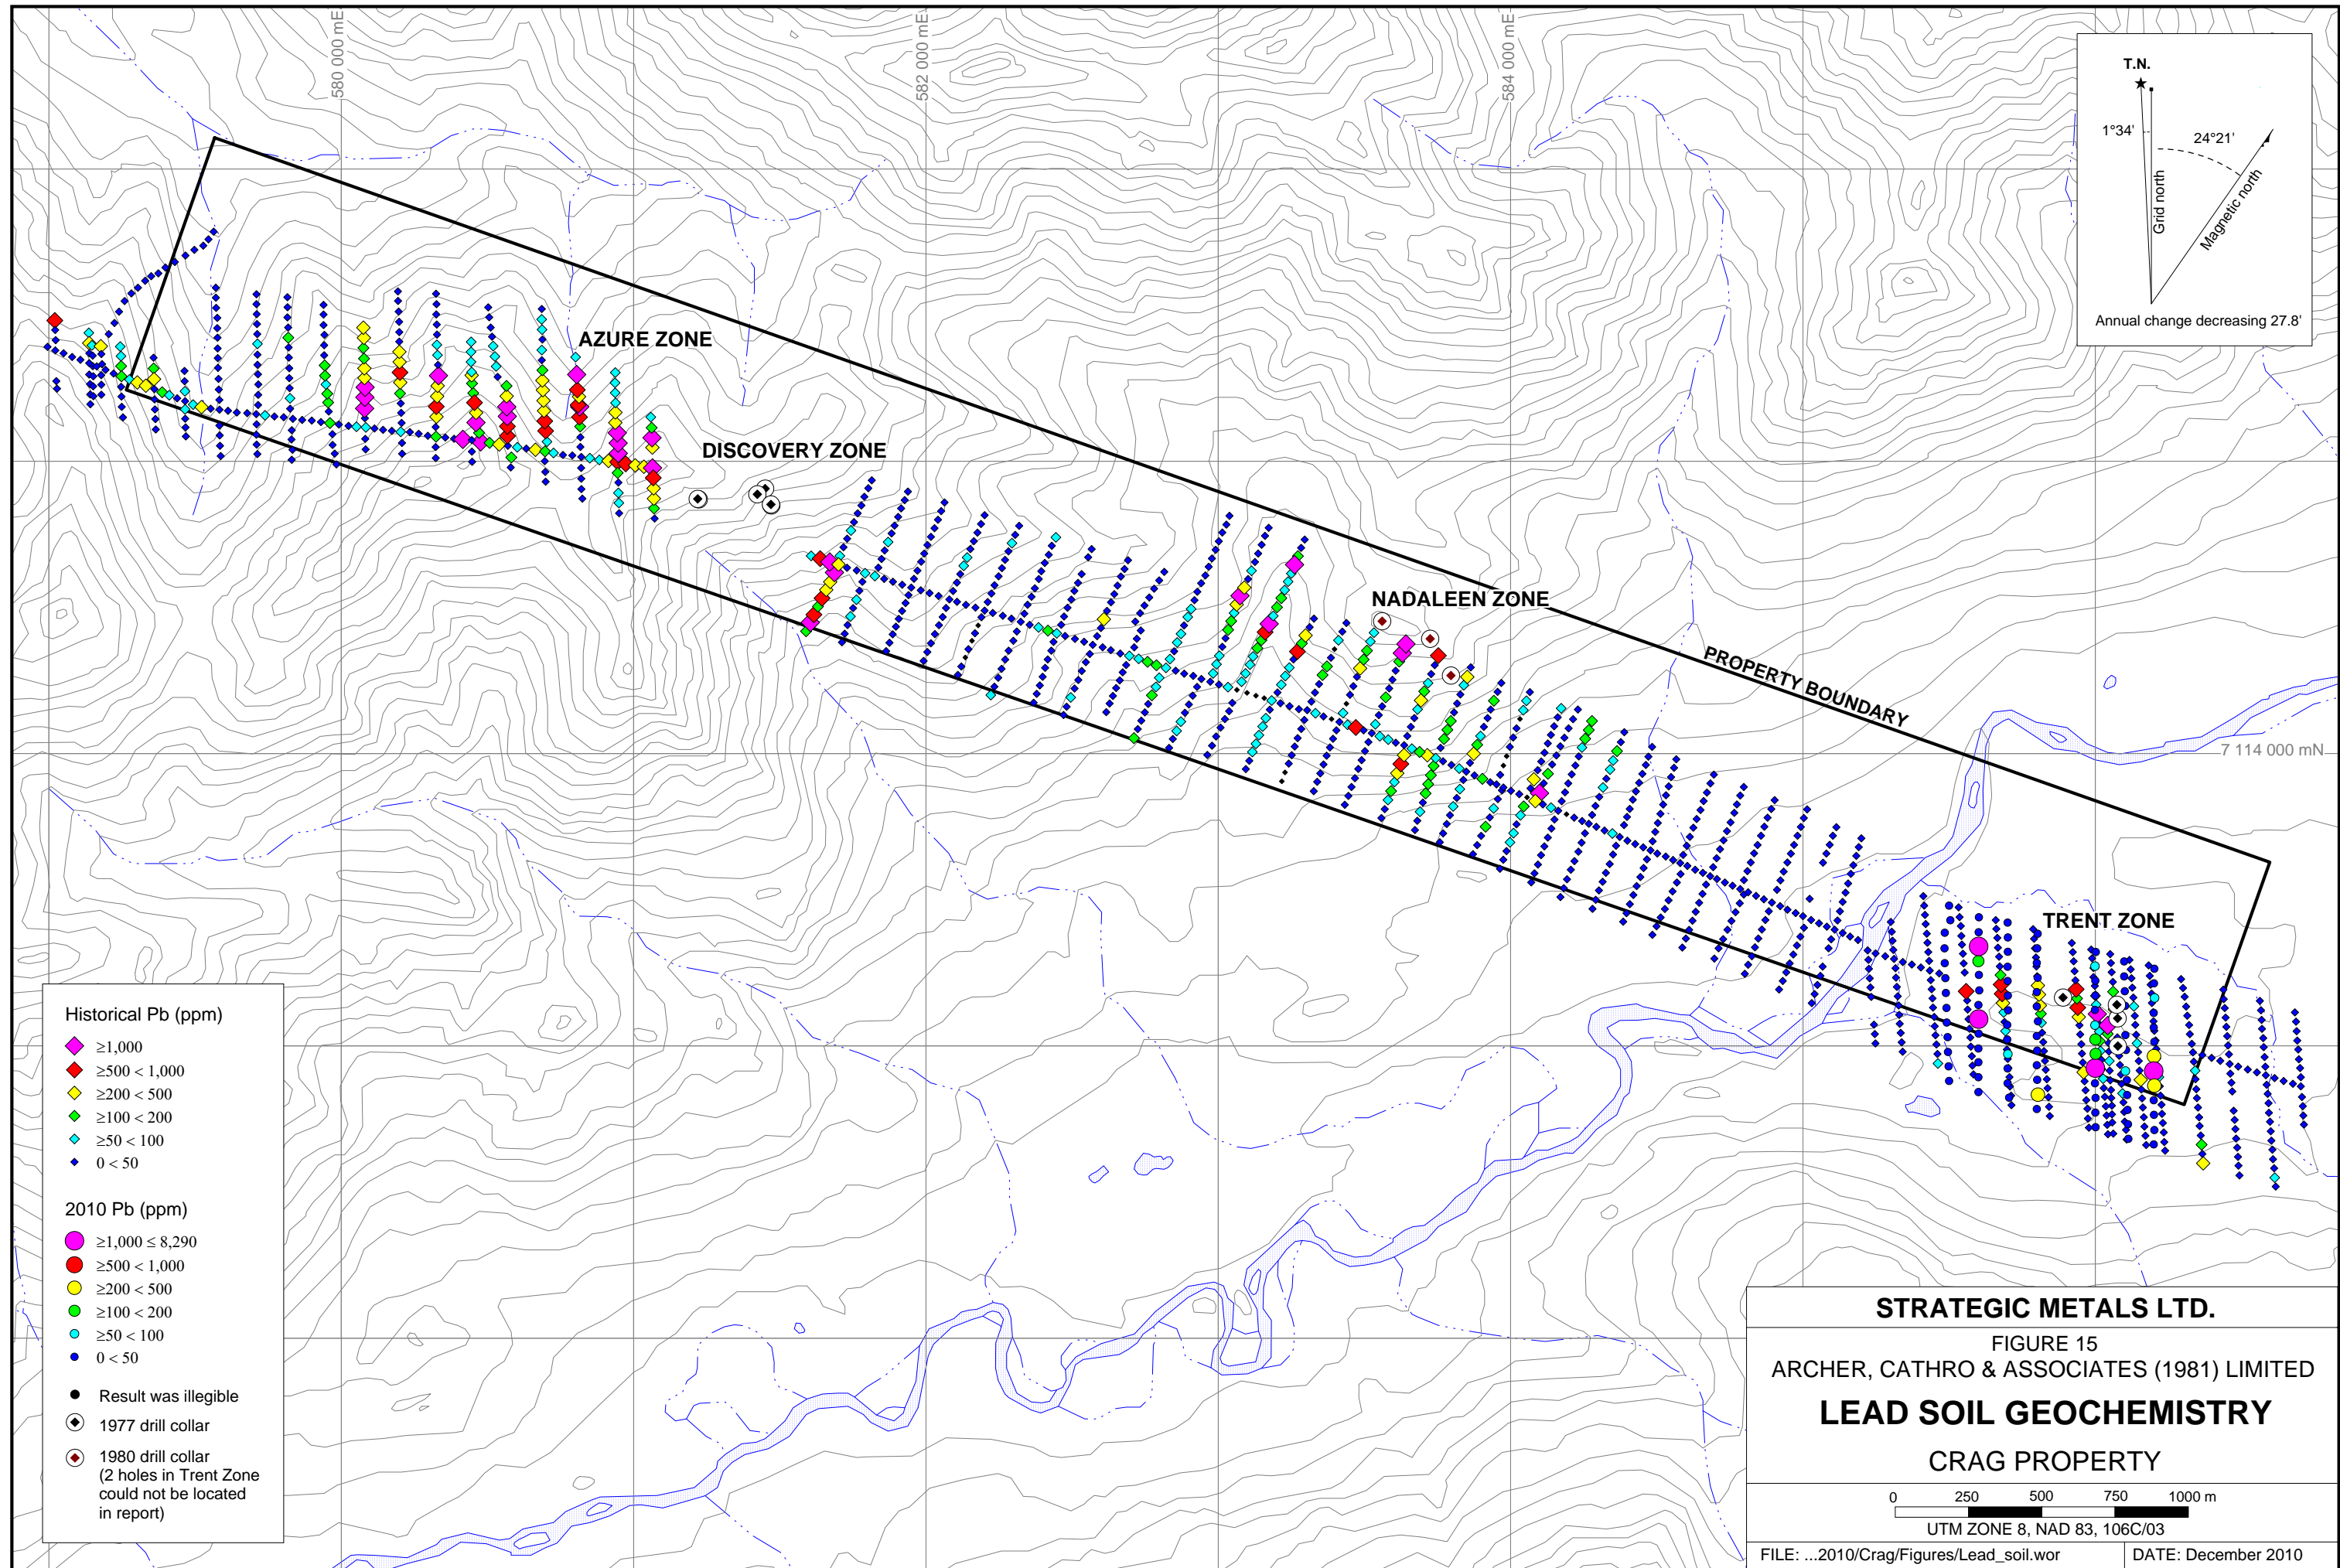 580 000 mE
582 000 mE
584 000 mE
T.N.
1°34'
24°21'
Grid north
Magnetic north
Annual change decreasing 27.8'
AZURE ZONE
DISCOVERY ZONE
NADALEEN ZONE
PROPERTY BOUNDARY
7 114 000 mN
TRENT ZONE
Historical Pb (ppm)
≥1,000
≥500 < 1,000
≥200 < 500
≥100 < 200
≥50 < 100
0 < 50
2010 Pb (ppm)
≥1,000 ≤ 8,290
≥500 < 1,000
≥200 < 500
≥100 < 200
≥50 < 100
0 < 50
Result was illegible
1977 drill collar
1980 drill collar
(2 holes in Trent Zone
could not be located
in report)
STRATEGIC METALS LTD.
FIGURE 15
ARCHER, CATHRO & ASSOCIATES (1981) LIMITED
LEAD SOIL GEOCHEMISTRY
CRAG PROPERTY
0 250 500 750 1000 m
UTM ZONE 8, NAD 83, 106C/03
FILE: ...2010/Crag/Figures/Lead_soil.wor DATE: December 2010